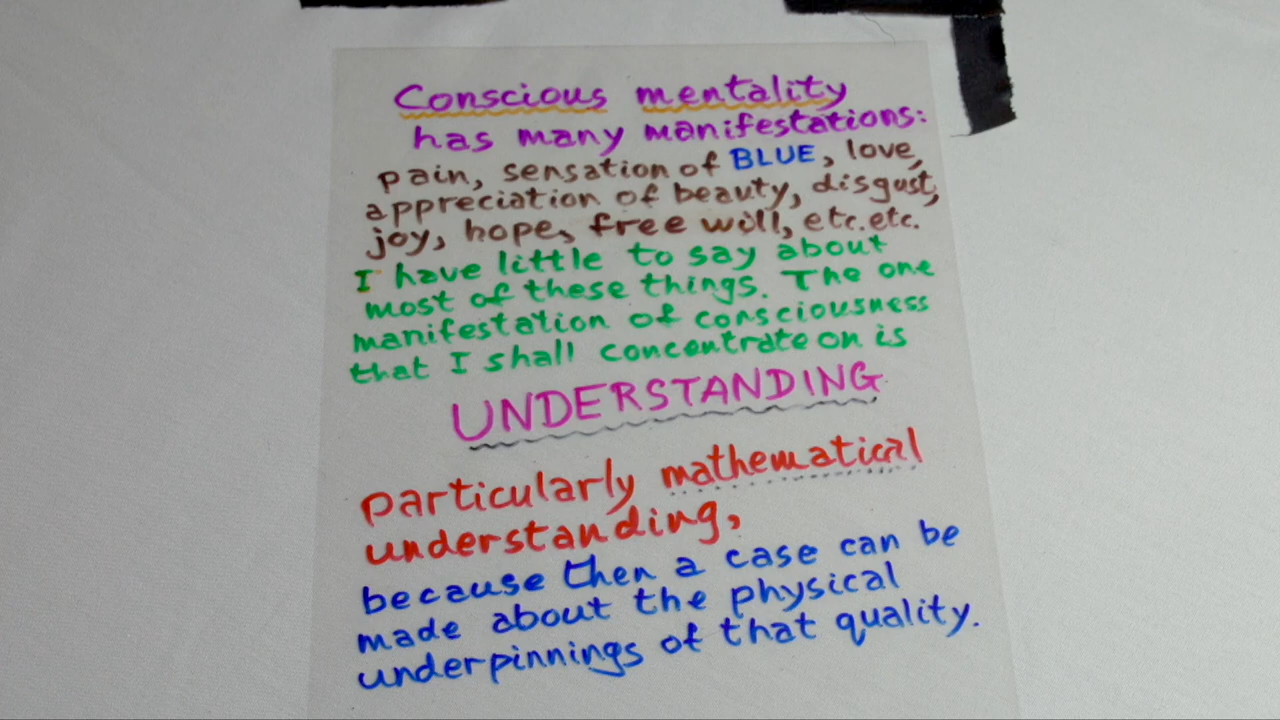 Conscious mentality
has many manifestations:
pain, sensation of BLUE, love,
appreciation of beauty, disgust,
joy, hope, free will, etc.etc.
I have little to say about
most of these things. The one
manifestation of consciousness
that I shall concentrate on is
UNDERSTANDING
particularly mathematical
understanding,
because then a case can be
made about the physical
underpinnings of that quality.